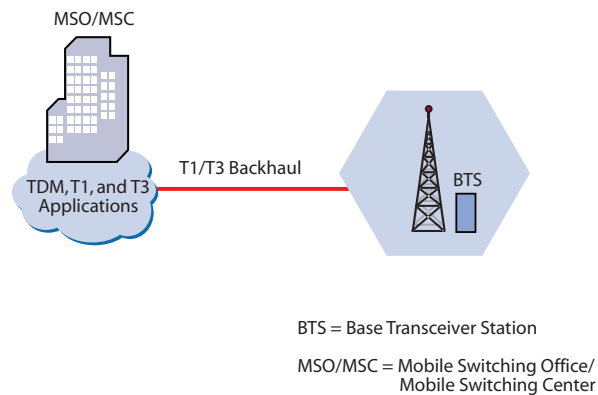 MSO/MSC
TDM, T1, and T3
Applications
T1/T3 Backhaul
BTS
BTS = Base Transceiver Station
MSO/MSC = Mobile Switching Office/
Mobile Switching Center